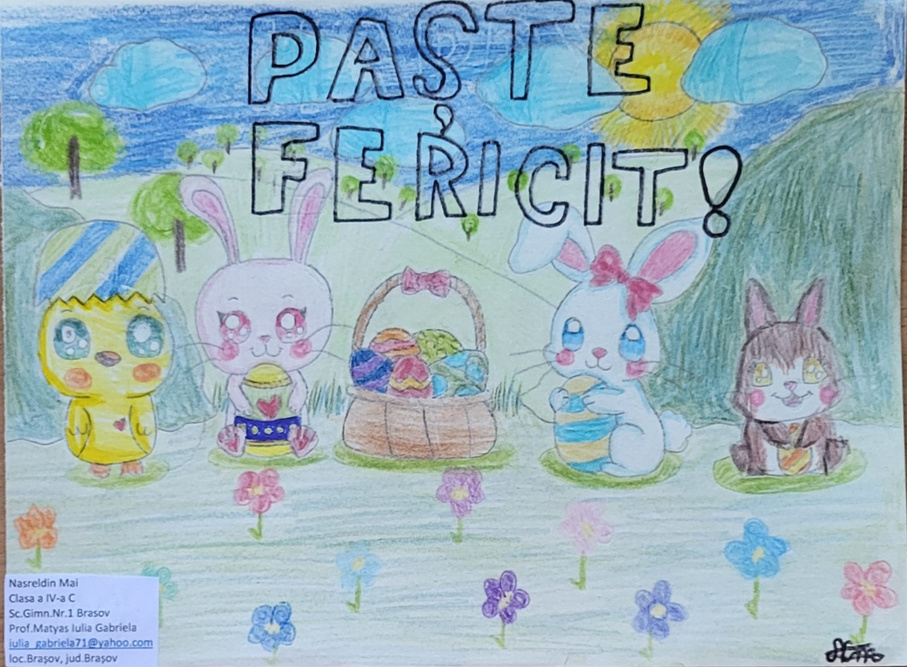 PAȘTE
FERICIT!
Nasreldin Mai
Clasa a IV-a C
Sc.Gimn.Nr.1 Brasov
Prof.Matyas Iulia Gabriela
iulia_gabriela71@yahoo.com
loc.Brașov, jud.Brașov